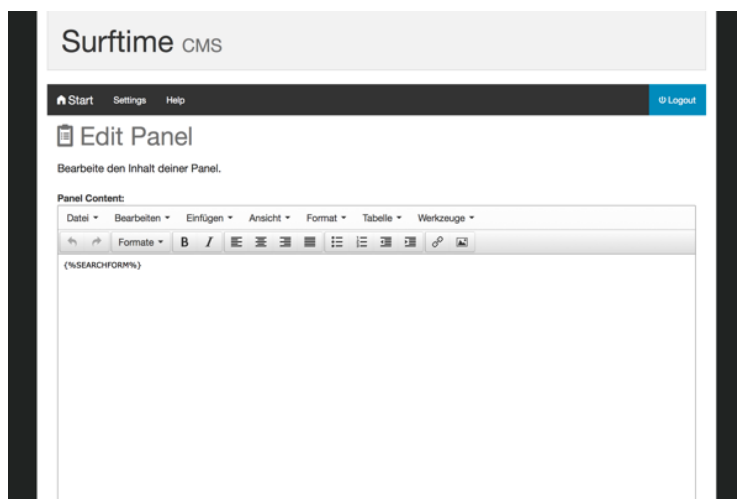 Surftime CMS
Start Settings Help Logout
Edit Panel
Bearbeite den Inhalt deiner Panel.
Panel Content:
Datei Bearbeiten Einfügen Ansicht Format Tabelle Werkzeuge
Formate B I
{%SEARCHFORM%}